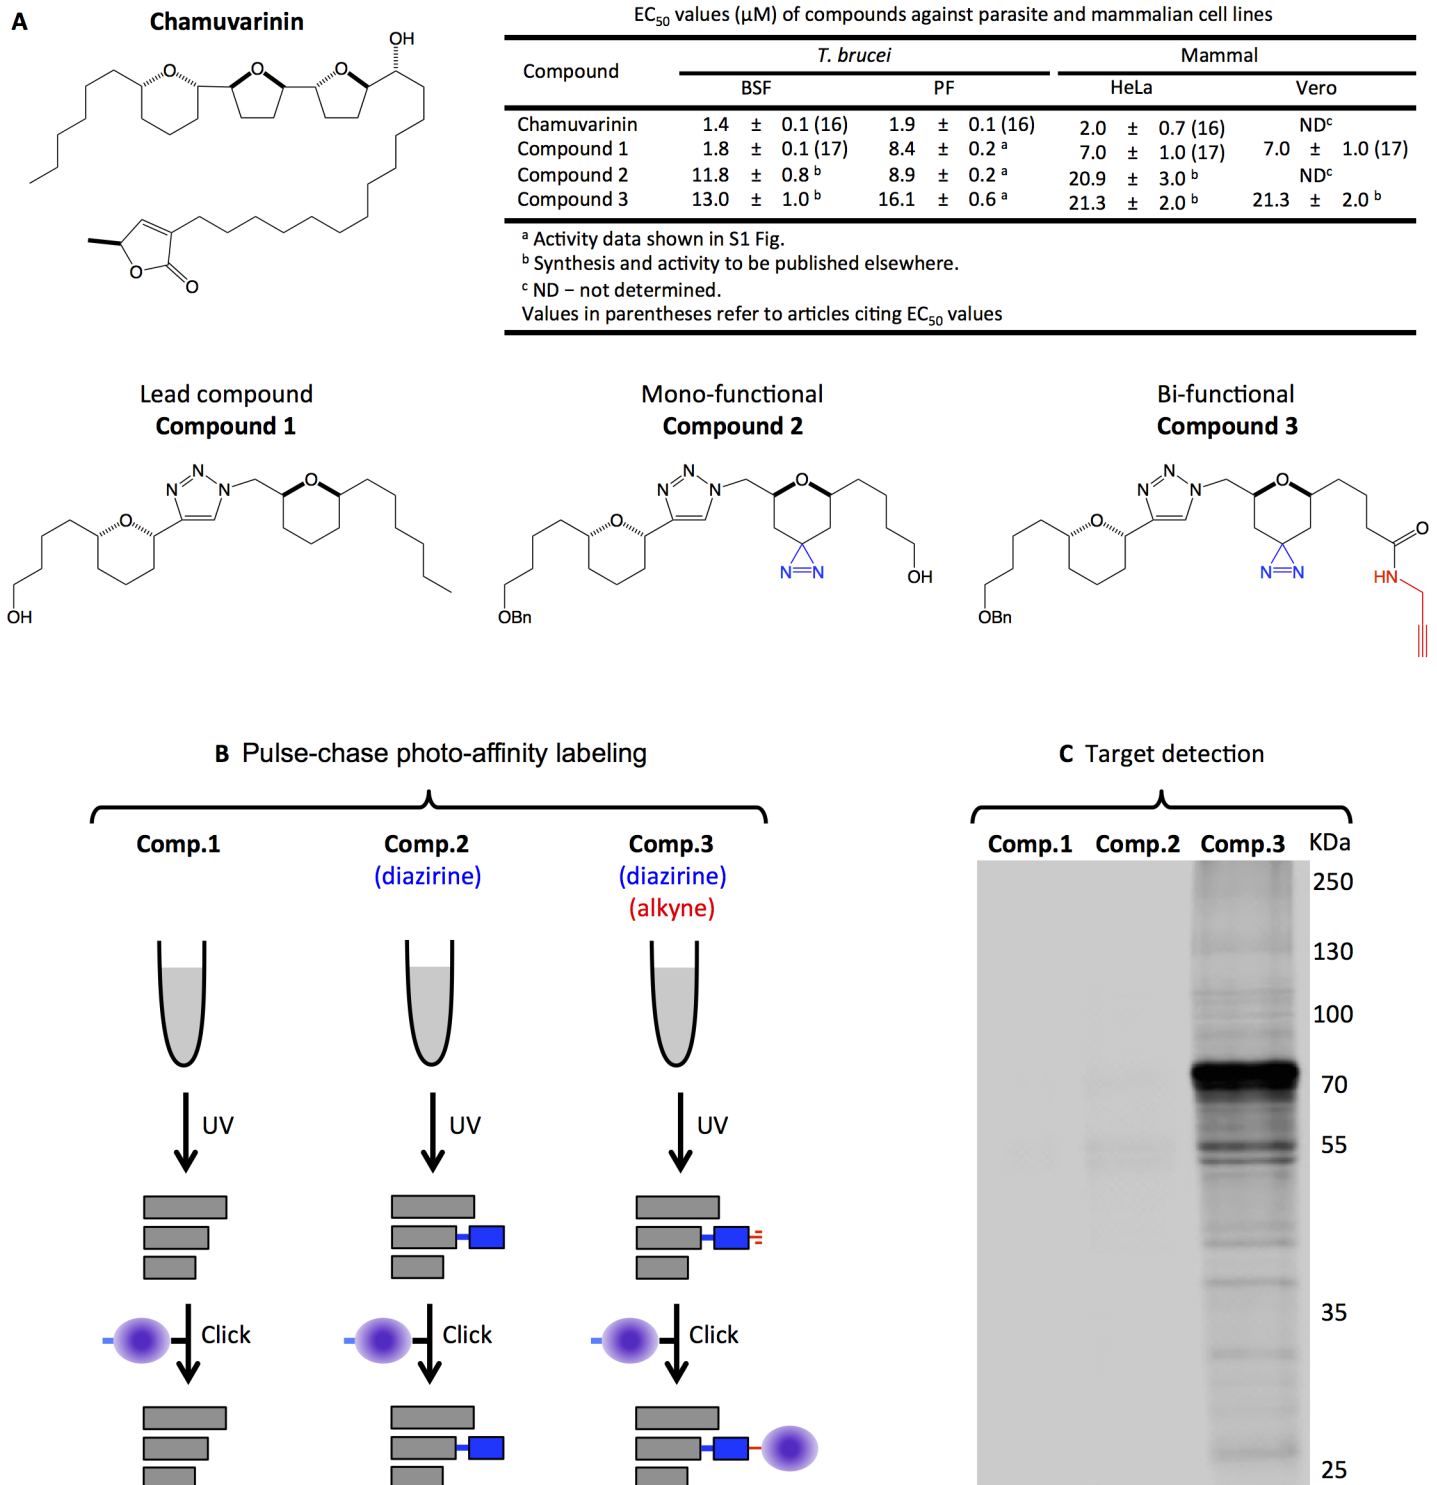 A
Chamuvarinin
O
O
O
OH
O
O
EC50 values (μM) of compounds against parasite and mammalian cell lines
Compound T. brucei Mammal
BSF PF HeLa Vero
Chamuvarinin 1.4 ± 0.1 (16) 1.9 ± 0.1 (16) 2.0 ± 0.7 (16) NDc
Compound 1 1.8 ± 0.1 (17) 8.4 ± 0.2 a 7.0 ± 1.0 (17) 7.0 ± 1.0 (17)
Compound 2 11.8 ± 0.8 b 8.9 ± 0.2 a 20.9 ± 3.0 b NDc
Compound 3 13.0 ± 1.0 b 16.1 ± 0.6 a 21.3 ± 2.0 b 21.3 ± 2.0 b
a Activity data shown in S1 Fig.
b Synthesis and activity to be published elsewhere.
c ND – not determined.
Values in parentheses refer to articles citing EC50 values
Lead compound
Compound 1
N
N
N
O
O
OH
Mono-functional
Compound 2
N
N
N
O
O
N N
OH
OBn
Bi-functional
Compound 3
N
N
N
O
O
N N
O
HN
OBn
B Pulse-chase photo-affinity labeling
Comp.1
Comp.2
(diazirine)
Comp.3
(diazirine)
(alkyne)
UV
UV
UV
Click
Click
Click
C Target detection
Comp.1 Comp.2 Comp.3 KDa
250
130
100
70
55
35
25